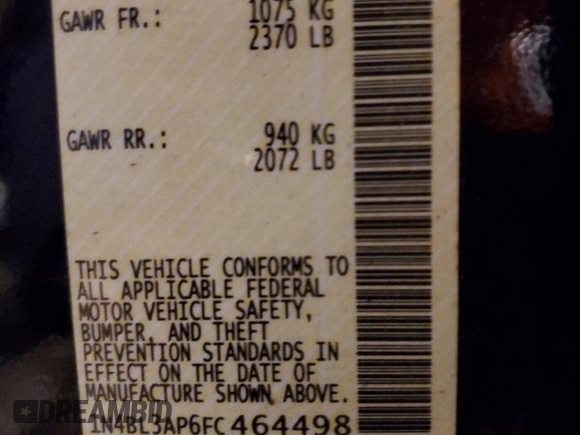 GAWR FR.: 1075 KG
2370 LB
GAWR RR.: 940 KG
2072 LB
THIS VEHICLE CONFORMS TO
ALL APPLICABLE FEDERAL
MOTOR VEHICLE SAFETY,
BUMPER, AND THEFT
PREVENTION STANDARDS IN
EFFECT ON THE DATE OF
MANUFACTURE SHOWN ABOVE.
1N4BL3AP6FC464498
DREAMBID